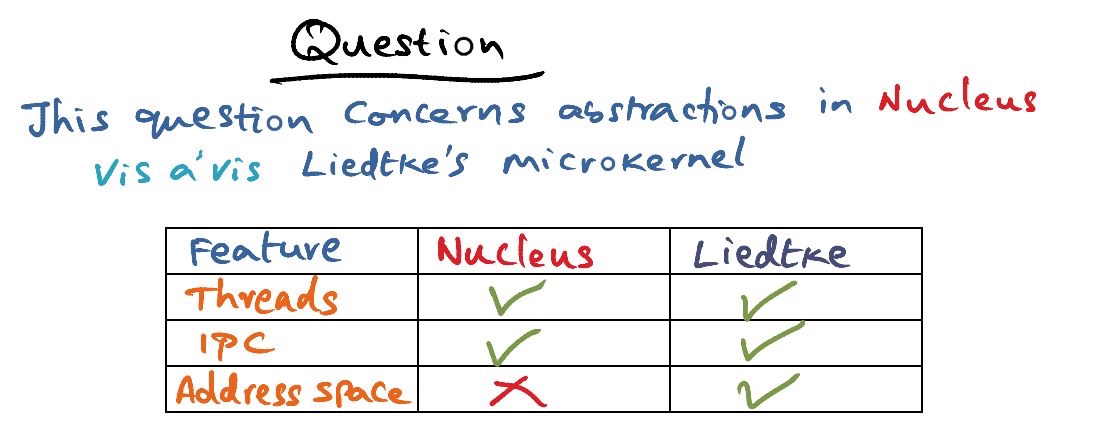 Question
This question concerns abstractions in Nucleus
vis a'vis Liedtke's microkernel
Feature Nucleus Liedtke
Threads ✓ ✓
IPC ✓ ✓
Address space ✗ ✓